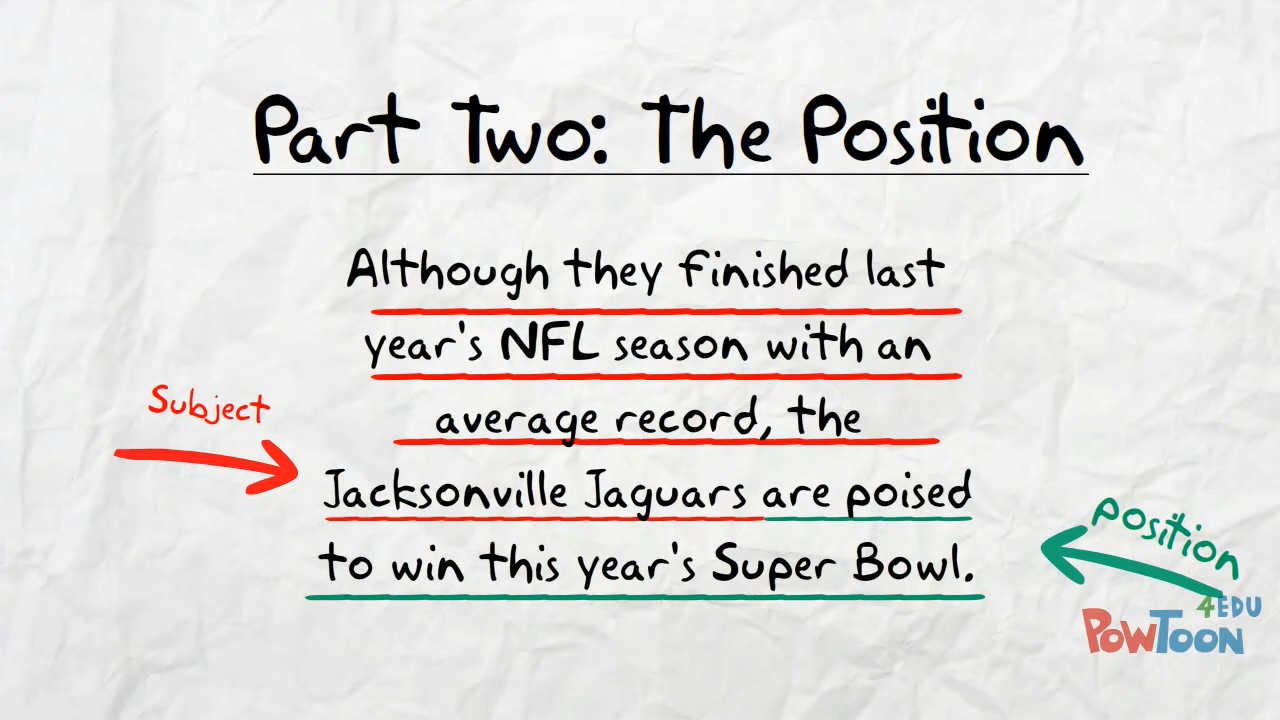 Part Two: The Position
Although they finished last
year's NFL season with an
average record, the
Subject
Jacksonville Jaguars are poised
position
to win this year's Super Bowl.
4EDU
POWTOON